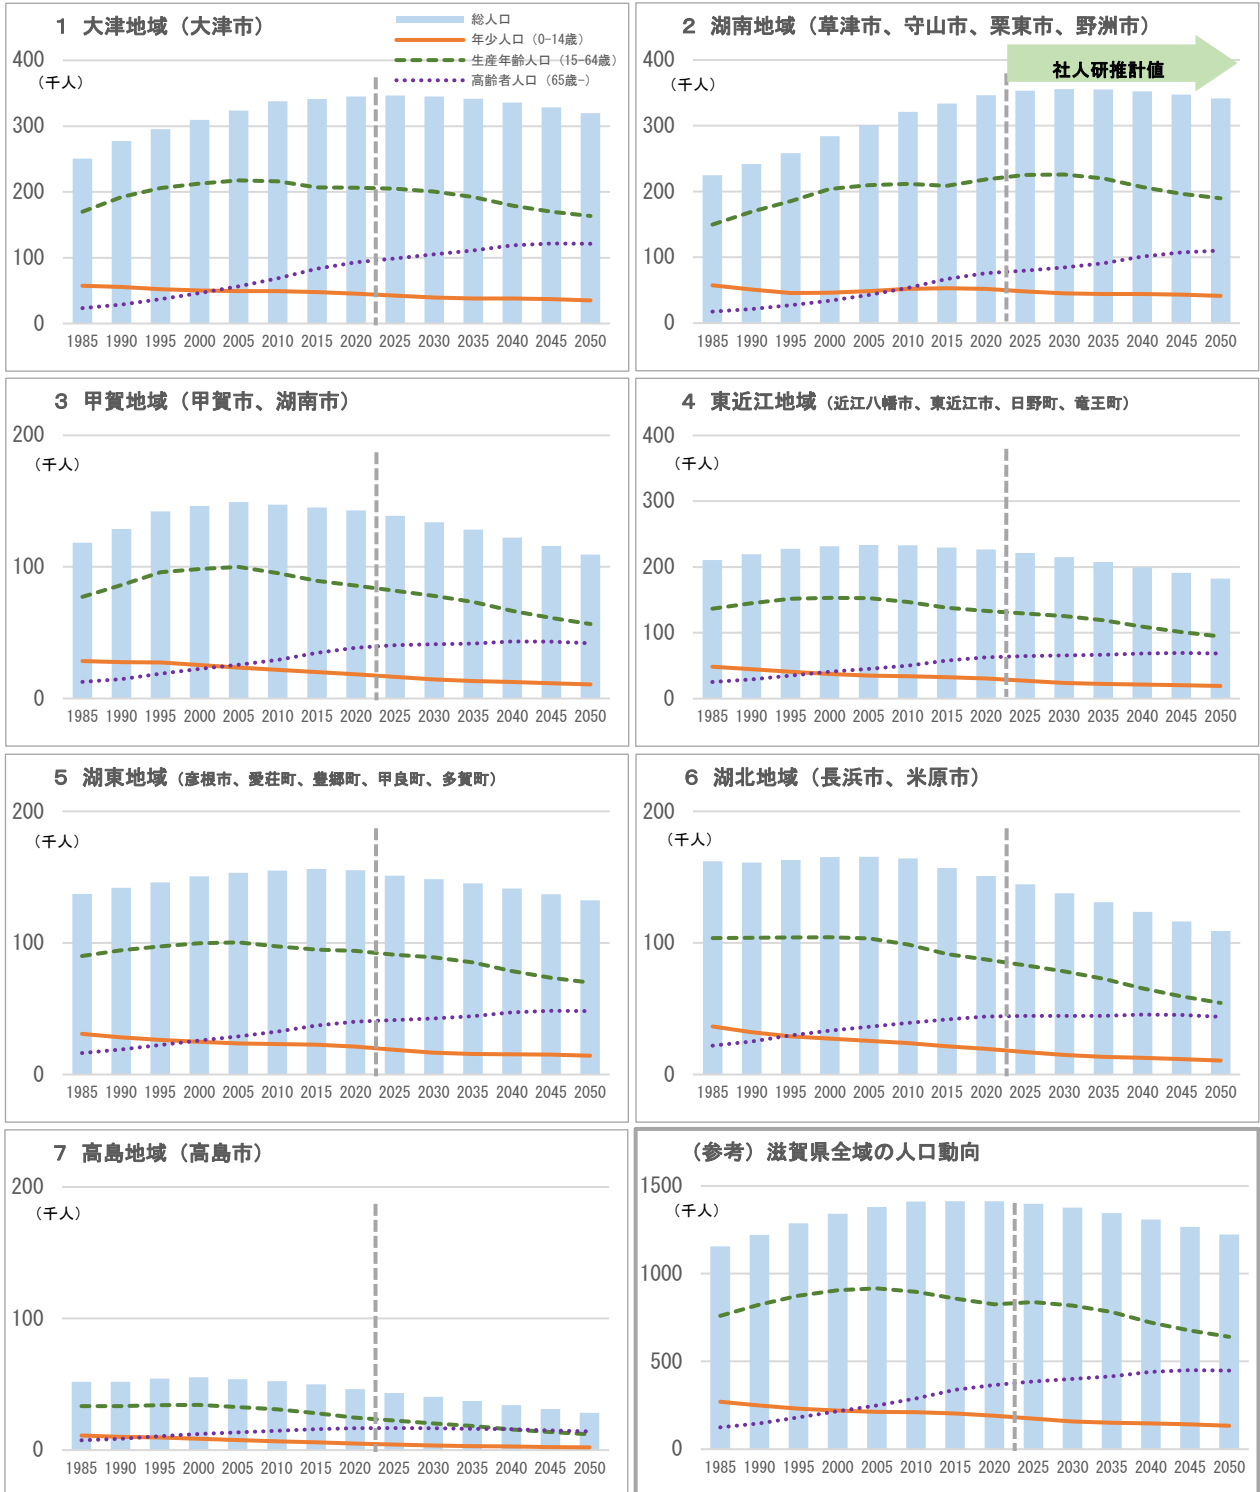 1 大津地域（大津市）
総人口
年少人口（0-14歳）
生産年齢人口（15-64歳）
高齢者人口（65歳-）
400
（千人）
300
200
100
0
1985 1990 1995 2000 2005 2010 2015 2020 2025 2030 2035 2040 2045 2050
2 湖南地域（草津市、守山市、栗東市、野洲市）
社人研推計値
400
（千人）
300
200
100
0
1985 1990 1995 2000 2005 2010 2015 2020 2025 2030 2035 2040 2045 2050
3 甲賀地域（甲賀市、湖南市）
200
（千人）
100
0
1985 1990 1995 2000 2005 2010 2015 2020 2025 2030 2035 2040 2045 2050
4 東近江地域（近江八幡市、東近江市、日野町、竜王町）
400
（千人）
300
200
100
0
1985 1990 1995 2000 2005 2010 2015 2020 2025 2030 2035 2040 2045 2050
5 湖東地域（彦根市、愛荘町、豊郷町、甲良町、多賀町）
200
（千人）
100
0
1985 1990 1995 2000 2005 2010 2015 2020 2025 2030 2035 2040 2045 2050
6 湖北地域（長浜市、米原市）
200
（千人）
100
0
1985 1990 1995 2000 2005 2010 2015 2020 2025 2030 2035 2040 2045 2050
7 高島地域（高島市）
200
（千人）
100
0
1985 1990 1995 2000 2005 2010 2015 2020 2025 2030 2035 2040 2045 2050
（参考）滋賀県全域の人口動向
1500
（千人）
1000
500
0
1985 1990 1995 2000 2005 2010 2015 2020 2025 2030 2035 2040 2045 2050